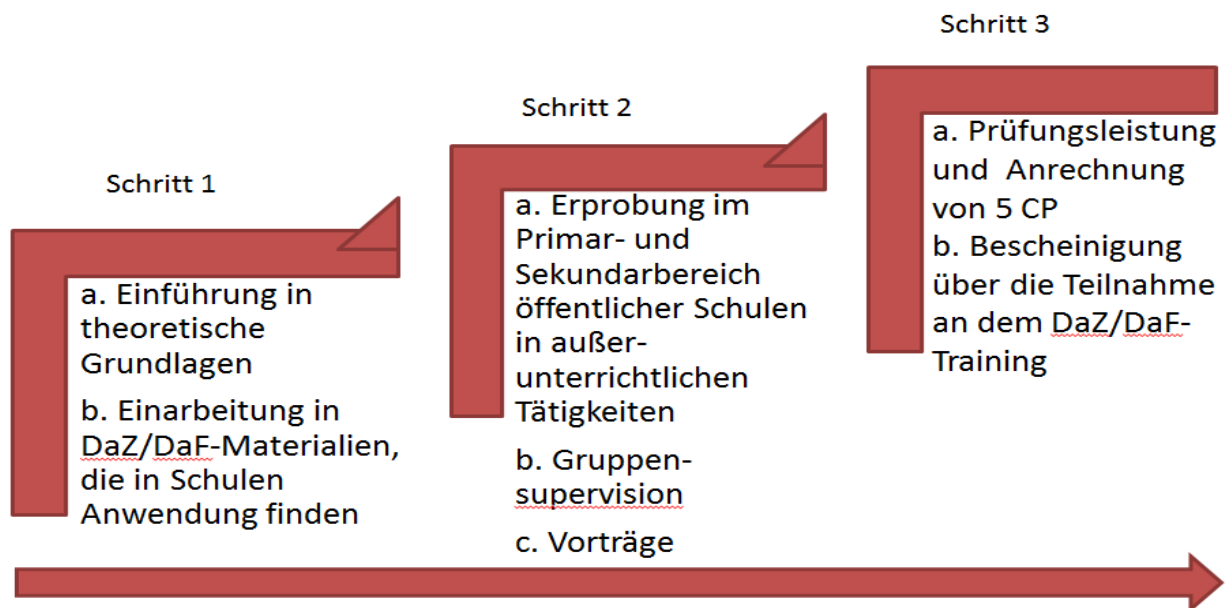 Schritt 1
a. Einführung in
theoretische
Grundlagen
b. Einarbeitung in
DaZ/DaF-Materialien,
die in Schulen
Anwendung finden
Schritt 2
a. Erprobung im
Primar- und
Sekundarbereich
öffentlicher Schulen
in außer-
unterrichtlichen
Tätigkeiten
b. Gruppen-
supervision
c. Vorträge
Schritt 3
a. Prüfungsleistung
und Anrechnung
von 5 CP
b. Bescheinigung
über die Teilnahme
an dem DaZ/DaF-
Training